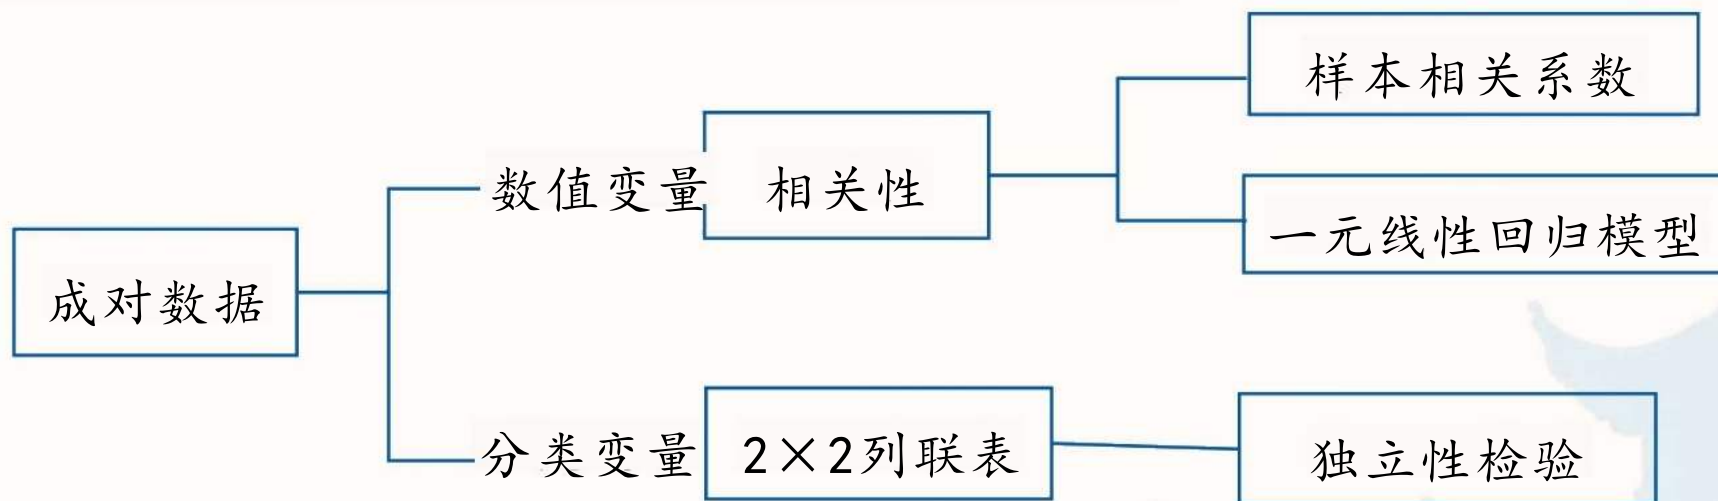 样本相关系数
数值变量 相关性
一元线性回归模型
成对数据
分类变量 2×2列联表 独立性检验